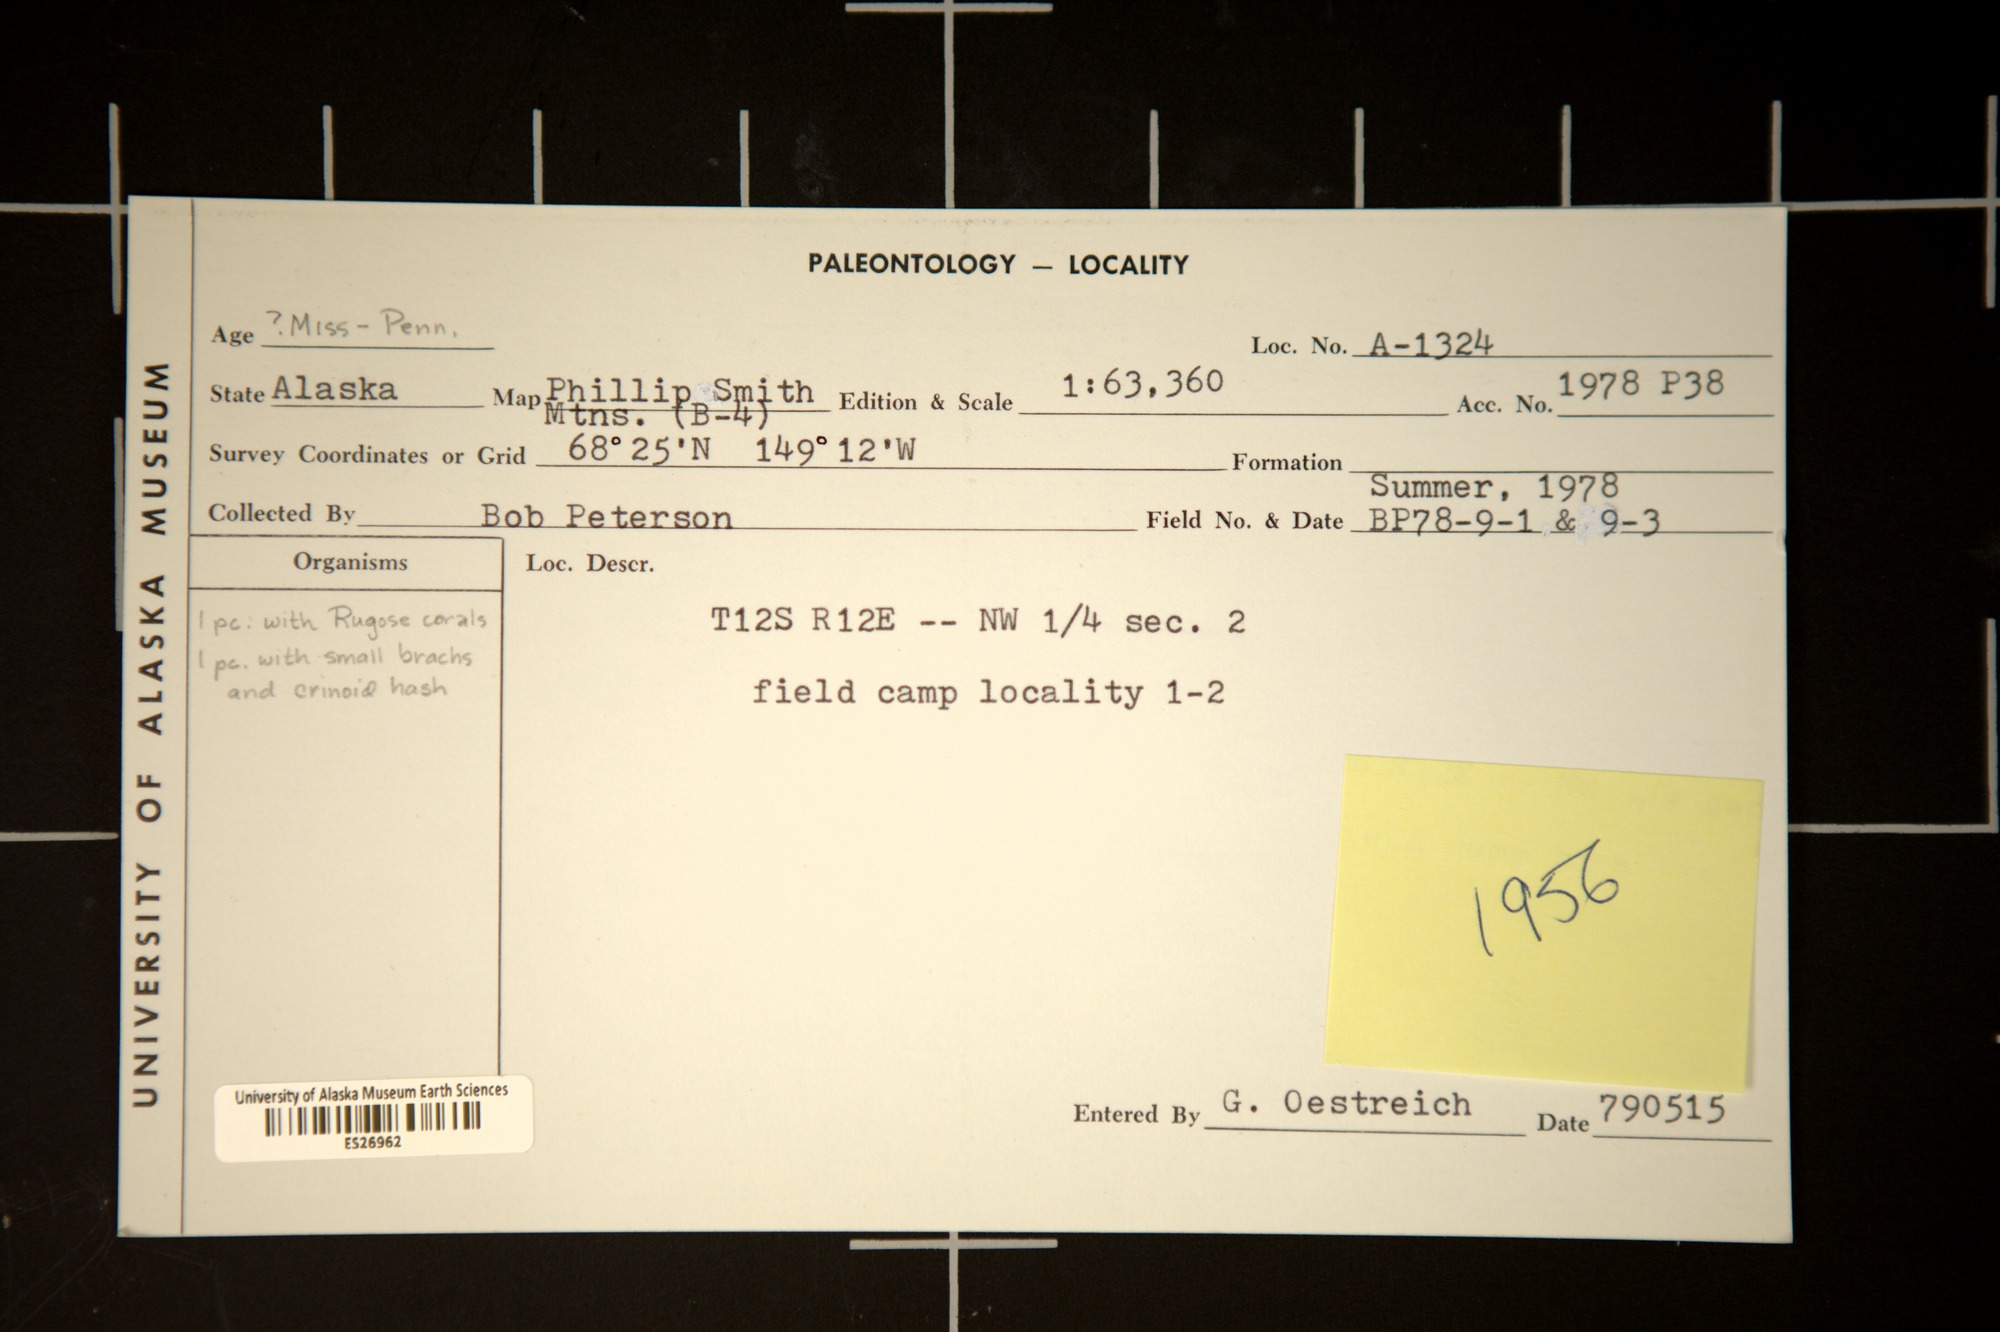 UNIVERSITY OF ALASKA MUSEUM
PALEONTOLOGY — LOCALITY
Age ?Miss - Penn.
Loc. No. A-1324
State Alaska Map Phillip Smith Mtns. (B-4) Edition & Scale 1:63,360 Acc. No. 1978 P38
Survey Coordinates or Grid 68°25'N 149°12'W Formation
Collected By Bob Peterson Field No. & Date Summer, 1978 BP78-9-1 & 9-3
Organisms
1 pc. with Rugose corals
1 pc. with small brachs
and crinoid hash
Loc. Descr.
T12S R12E -- NW 1/4 sec. 2
field camp locality 1-2
1956
Entered By G. Oestreich Date 790515
University of Alaska Museum Earth Sciences
ES26962